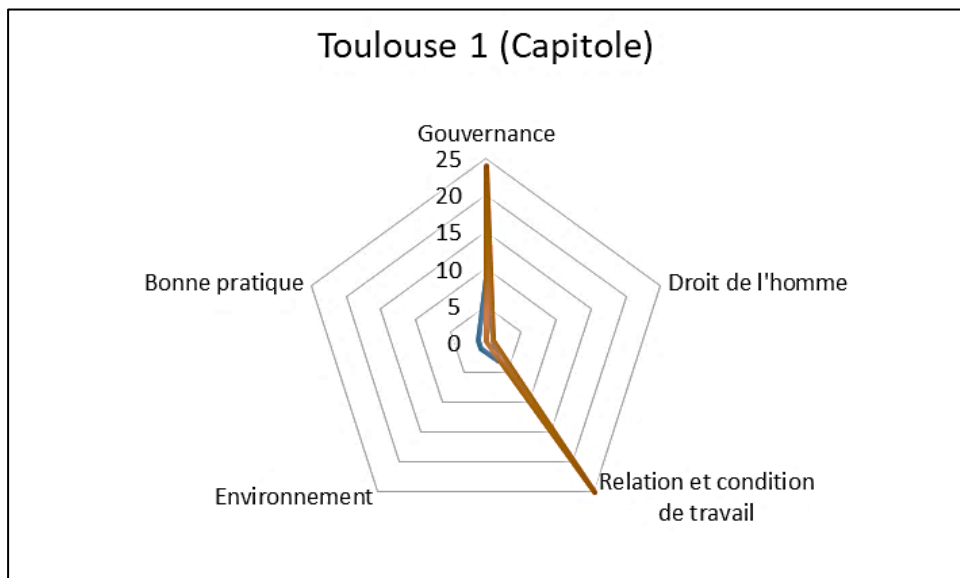 Toulouse 1 (Capitole)
Gouvernance
25
20
15
10
5
0
Bonne pratique
Droit de l'homme
Environnement
Relation et condition
de travail